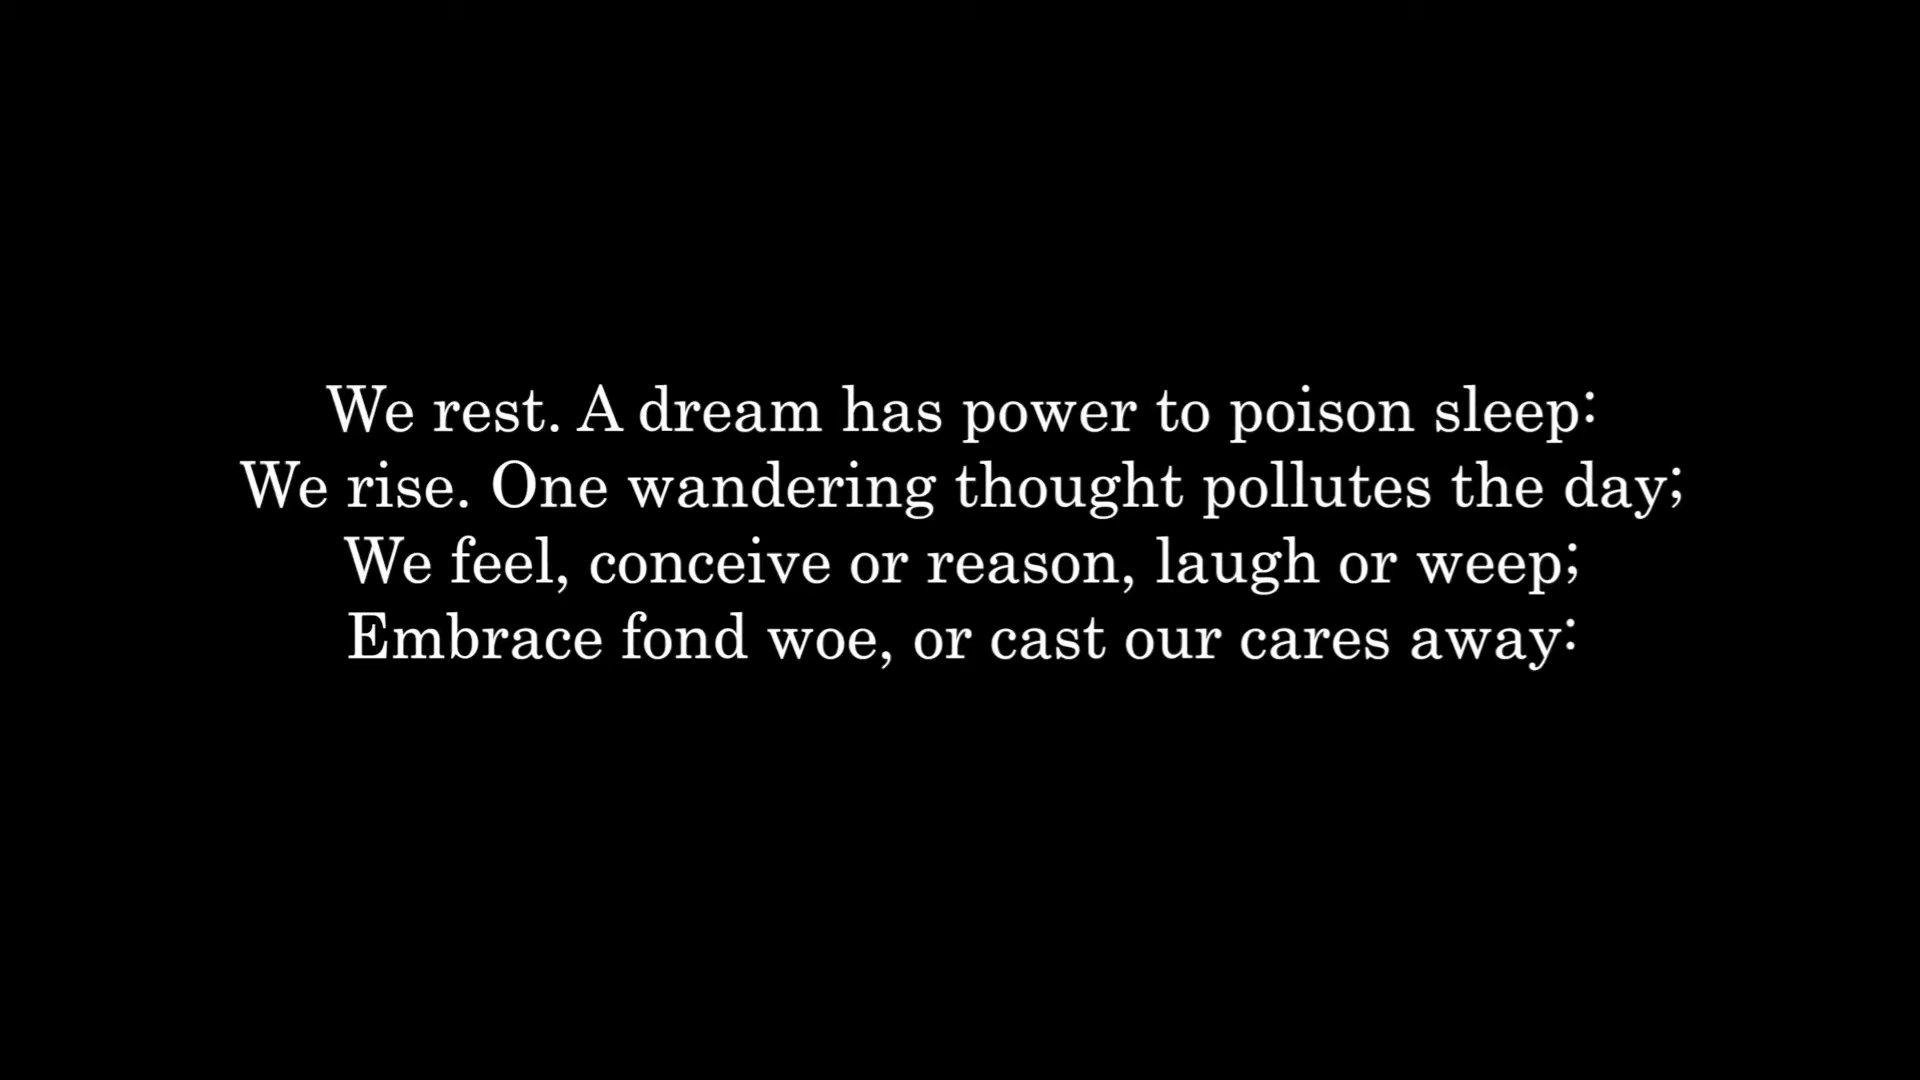 We rest. A dream has power to poison sleep:
We rise. One wandering thought pollutes the day;
We feel, conceive or reason, laugh or weep;
Embrace fond woe, or cast our cares away: